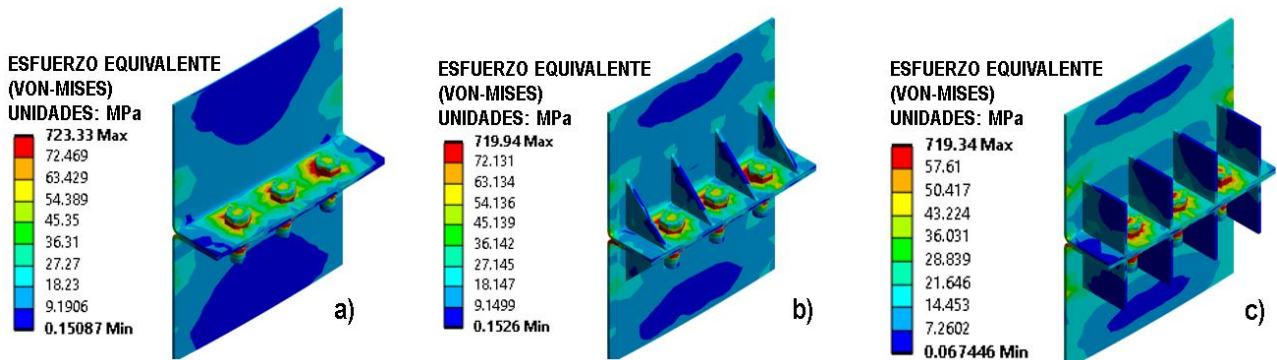 ESFUERZO EQUIVALENTE
(VON-MISES)
UNIDADES: MPa
723.33 Max
72.469
63.429
54.389
45.35
36.31
27.27
18.23
9.1906
0.15087 Min
a)
ESFUERZO EQUIVALENTE
(VON-MISES)
UNIDADES: MPa
719.94 Max
72.131
63.134
54.136
45.139
36.142
27.145
18.147
9.1499
0.1526 Min
b)
ESFUERZO EQUIVALENTE
(VON-MISES)
UNIDADES: MPa
719.34 Max
57.61
50.417
43.224
36.031
28.839
21.646
14.453
7.2602
0.067446 Min
c)